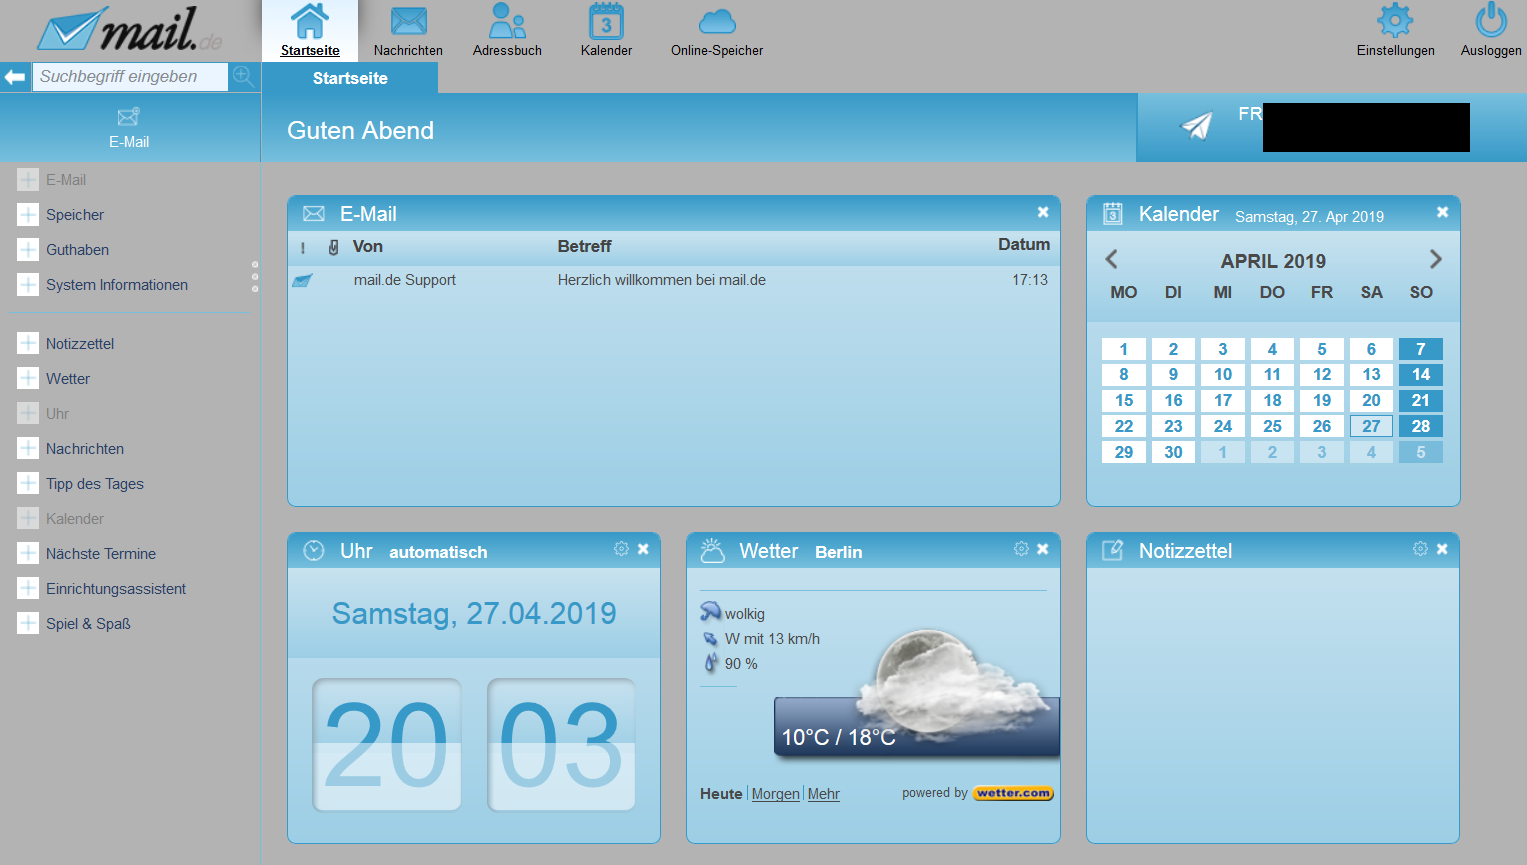 mail.de
Startseite
Nachrichten
Adressbuch
3
Kalender
Online-Speicher
Einstellungen
Ausloggen
Suchbegriff eingeben
Startseite
E-Mail
Guten Abend
FR
E-Mail
Speicher
Guthaben
System Informationen
Notizzettel
Wetter
Uhr
Nachrichten
Tipp des Tages
Kalender
Nächste Termine
Einrichtungsassistent
Spiel & Spaß
E-Mail
! Von Betreff Datum
mail.de Support Herzlich willkommen bei mail.de 17:13
3 Kalender Samstag, 27. Apr 2019
APRIL 2019
MO DI MI DO FR SA SO
1 2 3 4 5 6 7
8 9 10 11 12 13 14
15 16 17 18 19 20 21
22 23 24 25 26 27 28
29 30 1 2 3 4 5
Uhr automatisch
Samstag, 27.04.2019
20 03
Wetter Berlin
wolkig
W mit 13 km/h
90 %
10°C / 18°C
Heute Morgen Mehr powered by wetter.com
Notizzettel